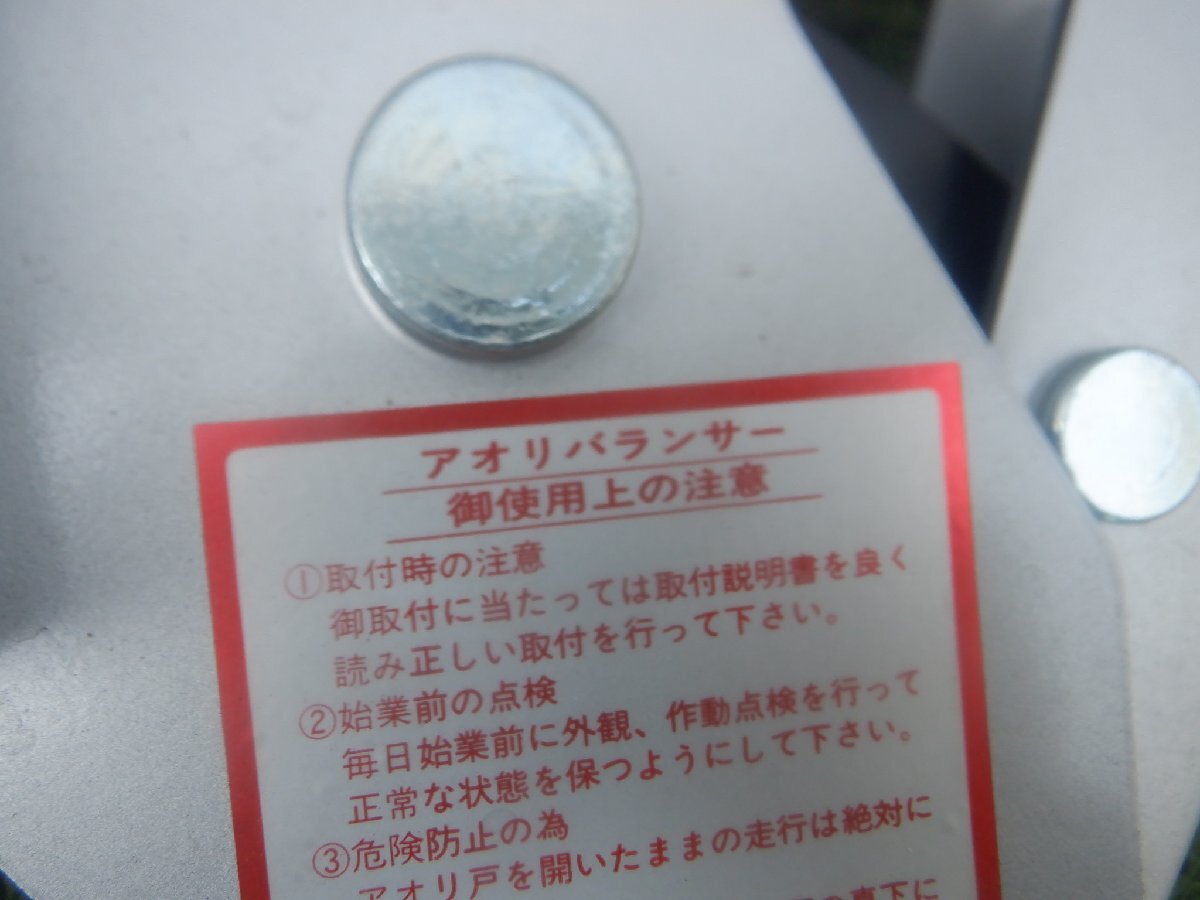 アオリバランサー
御使用上の注意
①取付時の注意
御取付に当たっては取付説明書を良く
読み正しい取付を行って下さい。
②始業前の点検
毎日始業前に外観、作動点検を行って
正常な状態を保つようにして下さい。
③危険防止の為
アオリ戸を開いたままの走行は絶対に
の真下に